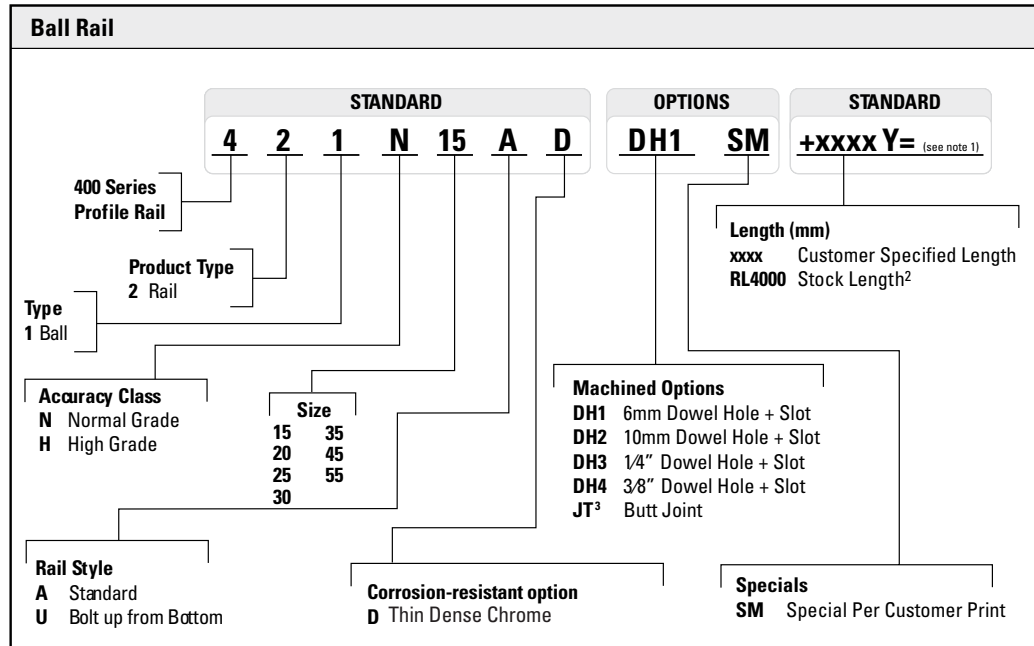 Ball Rail
STANDARD OPTIONS STANDARD
4 2 1 N 15 A D DH1 SM +xxxx Y= (see note 1)
400 Series
Profile Rail
Product Type
2 Rail
Type
1 Ball
Length (mm)
xxxx Customer Specified Length
RL4000 Stock Length²
Accuracy Class
N Normal Grade
H High Grade
Size
15 35
20 45
25 55
30
Machined Options
DH1 6mm Dowel Hole + Slot
DH2 10mm Dowel Hole + Slot
DH3 1⁄4” Dowel Hole + Slot
DH4 3⁄8” Dowel Hole + Slot
JT³ Butt Joint
Rail Style
A Standard
U Bolt up from Bottom
Corrosion-resistant option
D Thin Dense Chrome
Specials
SM Special Per Customer Print